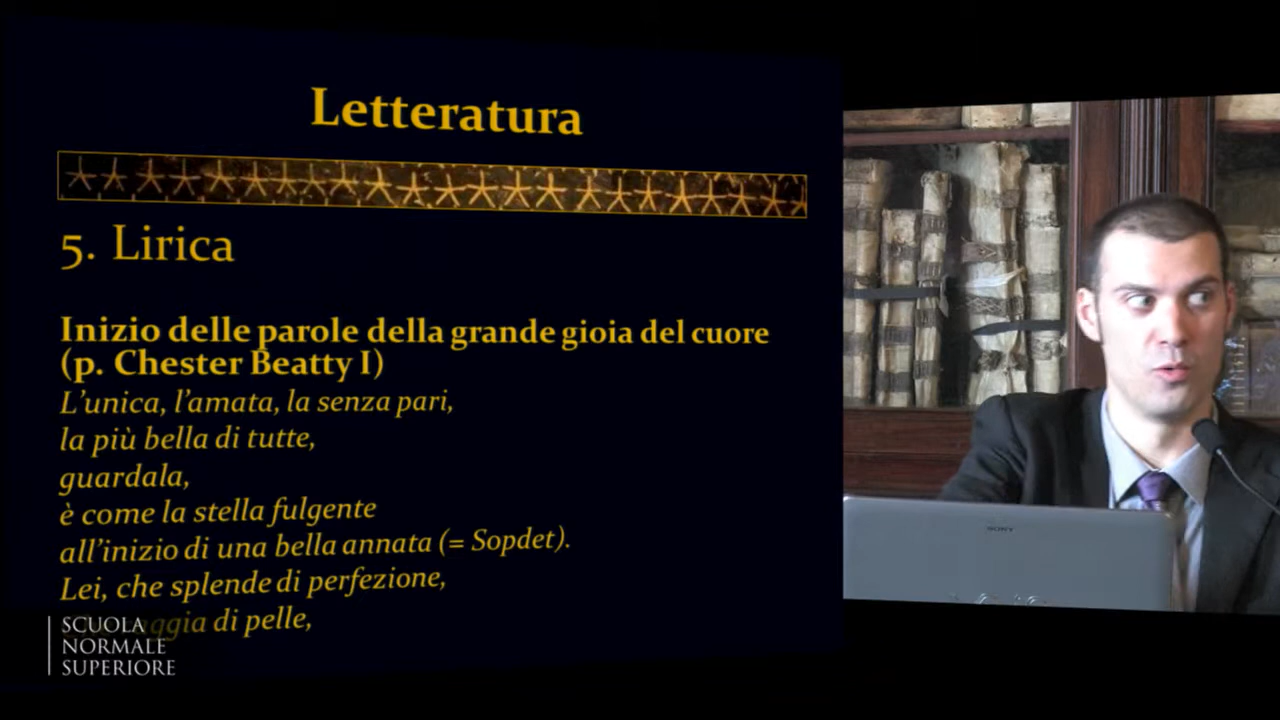 Letteratura
5. Lirica
Inizio delle parole della grande gioia del cuore
(p. Chester Beatty I)
L'unica, l'amata, la senza pari,
la più bella di tutte,
guardala,
è come la stella fulgente
all'inizio di una bella annata (= Sopdet).
Lei, che splende di perfezione,
di pelle,
SCUOLA
NORMALE
SUPERIORE
SONY